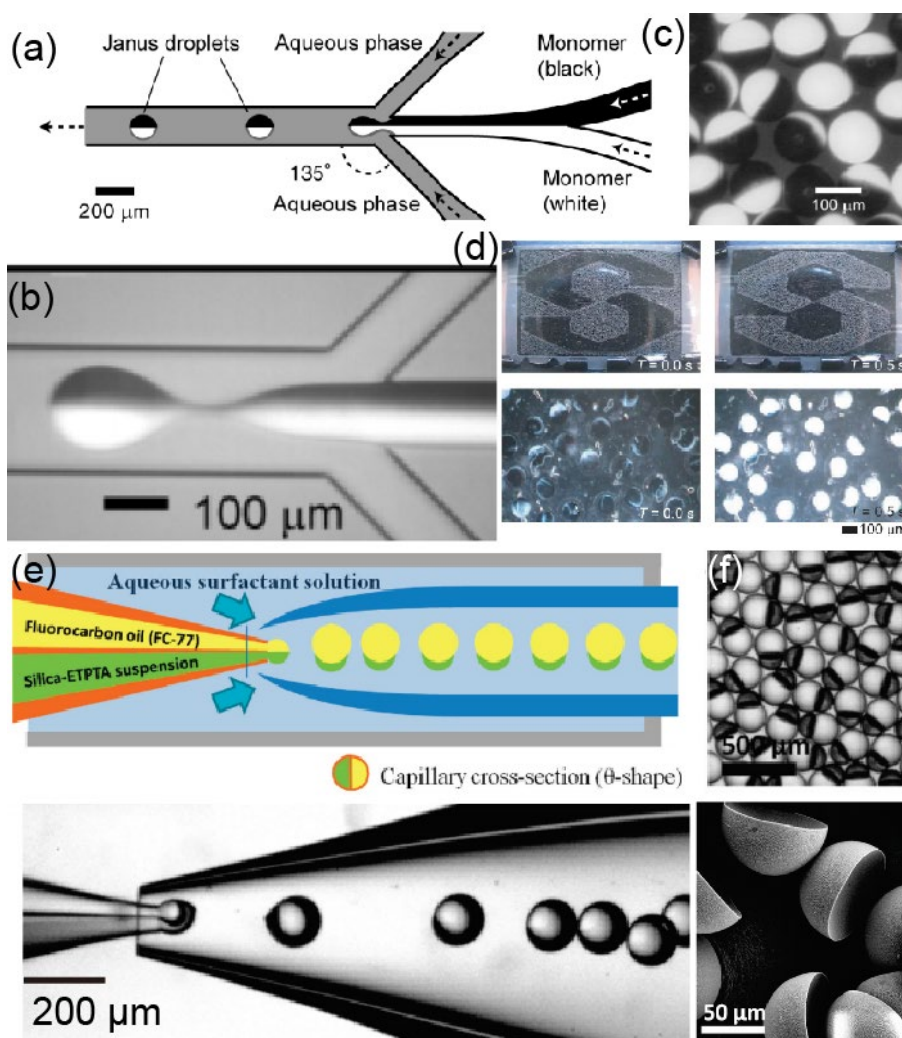 (a)
Janus droplets
Aqueous phase
Monomer
(black)
135°
200 μm
Aqueous phase
Monomer
(white)
(c)
100 μm
(b)
100 μm
(d)
T = 0.0 s
T = 0.5 s
T = 0.0 s
T = 0.5 s
100 μm
(e)
Aqueous surfactant solution
Fluorocarbon oil (FC-77)
Silica-ETPTA suspension
Capillary cross-section (θ-shape)
(f)
500 μm
200 μm
50 μm